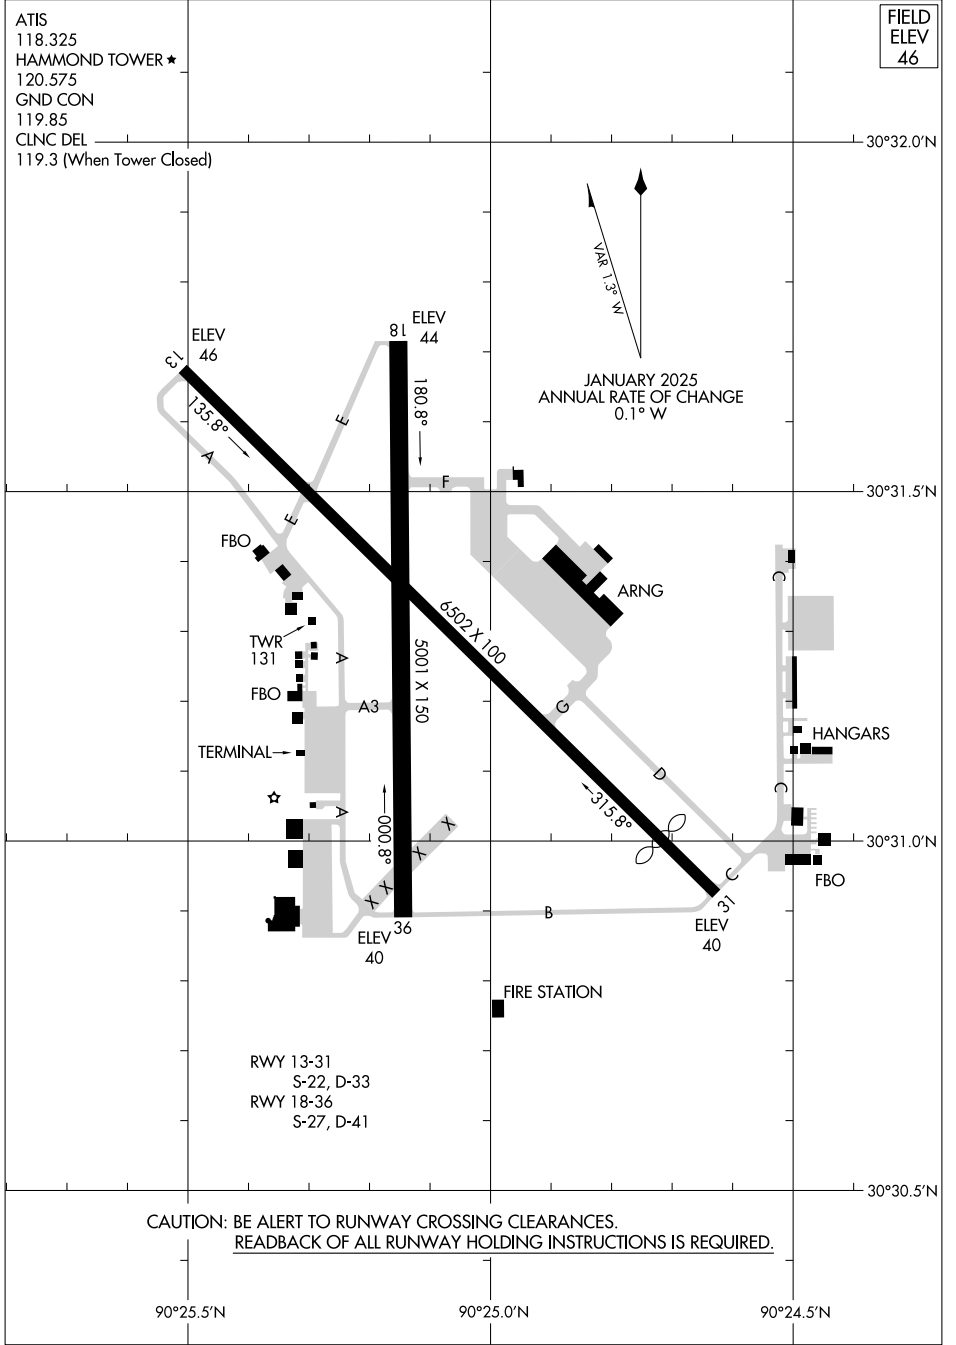 ATIS
118.325
HAMMOND TOWER ★
120.575
GND CON
119.85
CLNC DEL
119.3 (When Tower Closed)
FIELD
ELEV
46
30°32.0'N
VAR 1.3° W
JANUARY 2025
ANNUAL RATE OF CHANGE
0.1° W
ELEV
46
13
135.8°
18
ELEV
44
180.8°
E
A
F
30°31.5'N
E
FBO
ARNG
C
TWR
131
A
6502 X 100
5001 X 150
FBO
A3
G
HANGARS
TERMINAL
D
C
A
000.8°
315.8°
X
X
X
X
30°31.0'N
C
FBO
B
36
31
ELEV
40
ELEV
40
FIRE STATION
RWY 13-31
S-22, D-33
RWY 18-36
S-27, D-41
30°30.5'N
CAUTION: BE ALERT TO RUNWAY CROSSING CLEARANCES.
READBACK OF ALL RUNWAY HOLDING INSTRUCTIONS IS REQUIRED.
90°25.5'N
90°25.0'N
90°24.5'N